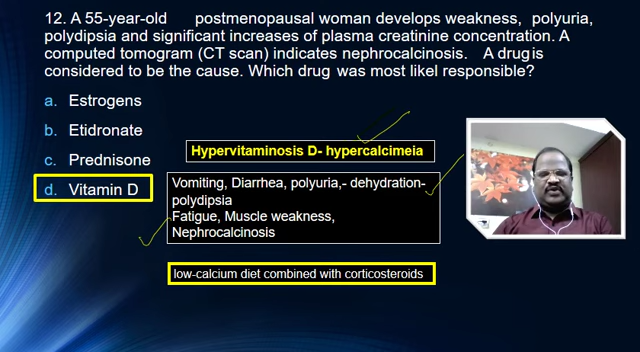 12. A 55-year-old postmenopausal woman develops weakness, polyuria,
polydipsia and significant increases of plasma creatinine concentration. A
computed tomogram (CT scan) indicates nephrocalcinosis. A drug is
considered to be the cause. Which drug was most likel responsible?
a. Estrogens
b. Etidronate
c. Prednisone
d. Vitamin D
Hypervitaminosis D- hypercalcimeia
Vomiting, Diarrhea, polyuria,- dehydration-
polydipsia
Fatigue, Muscle weakness,
Nephrocalcinosis
low-calcium diet combined with corticosteroids